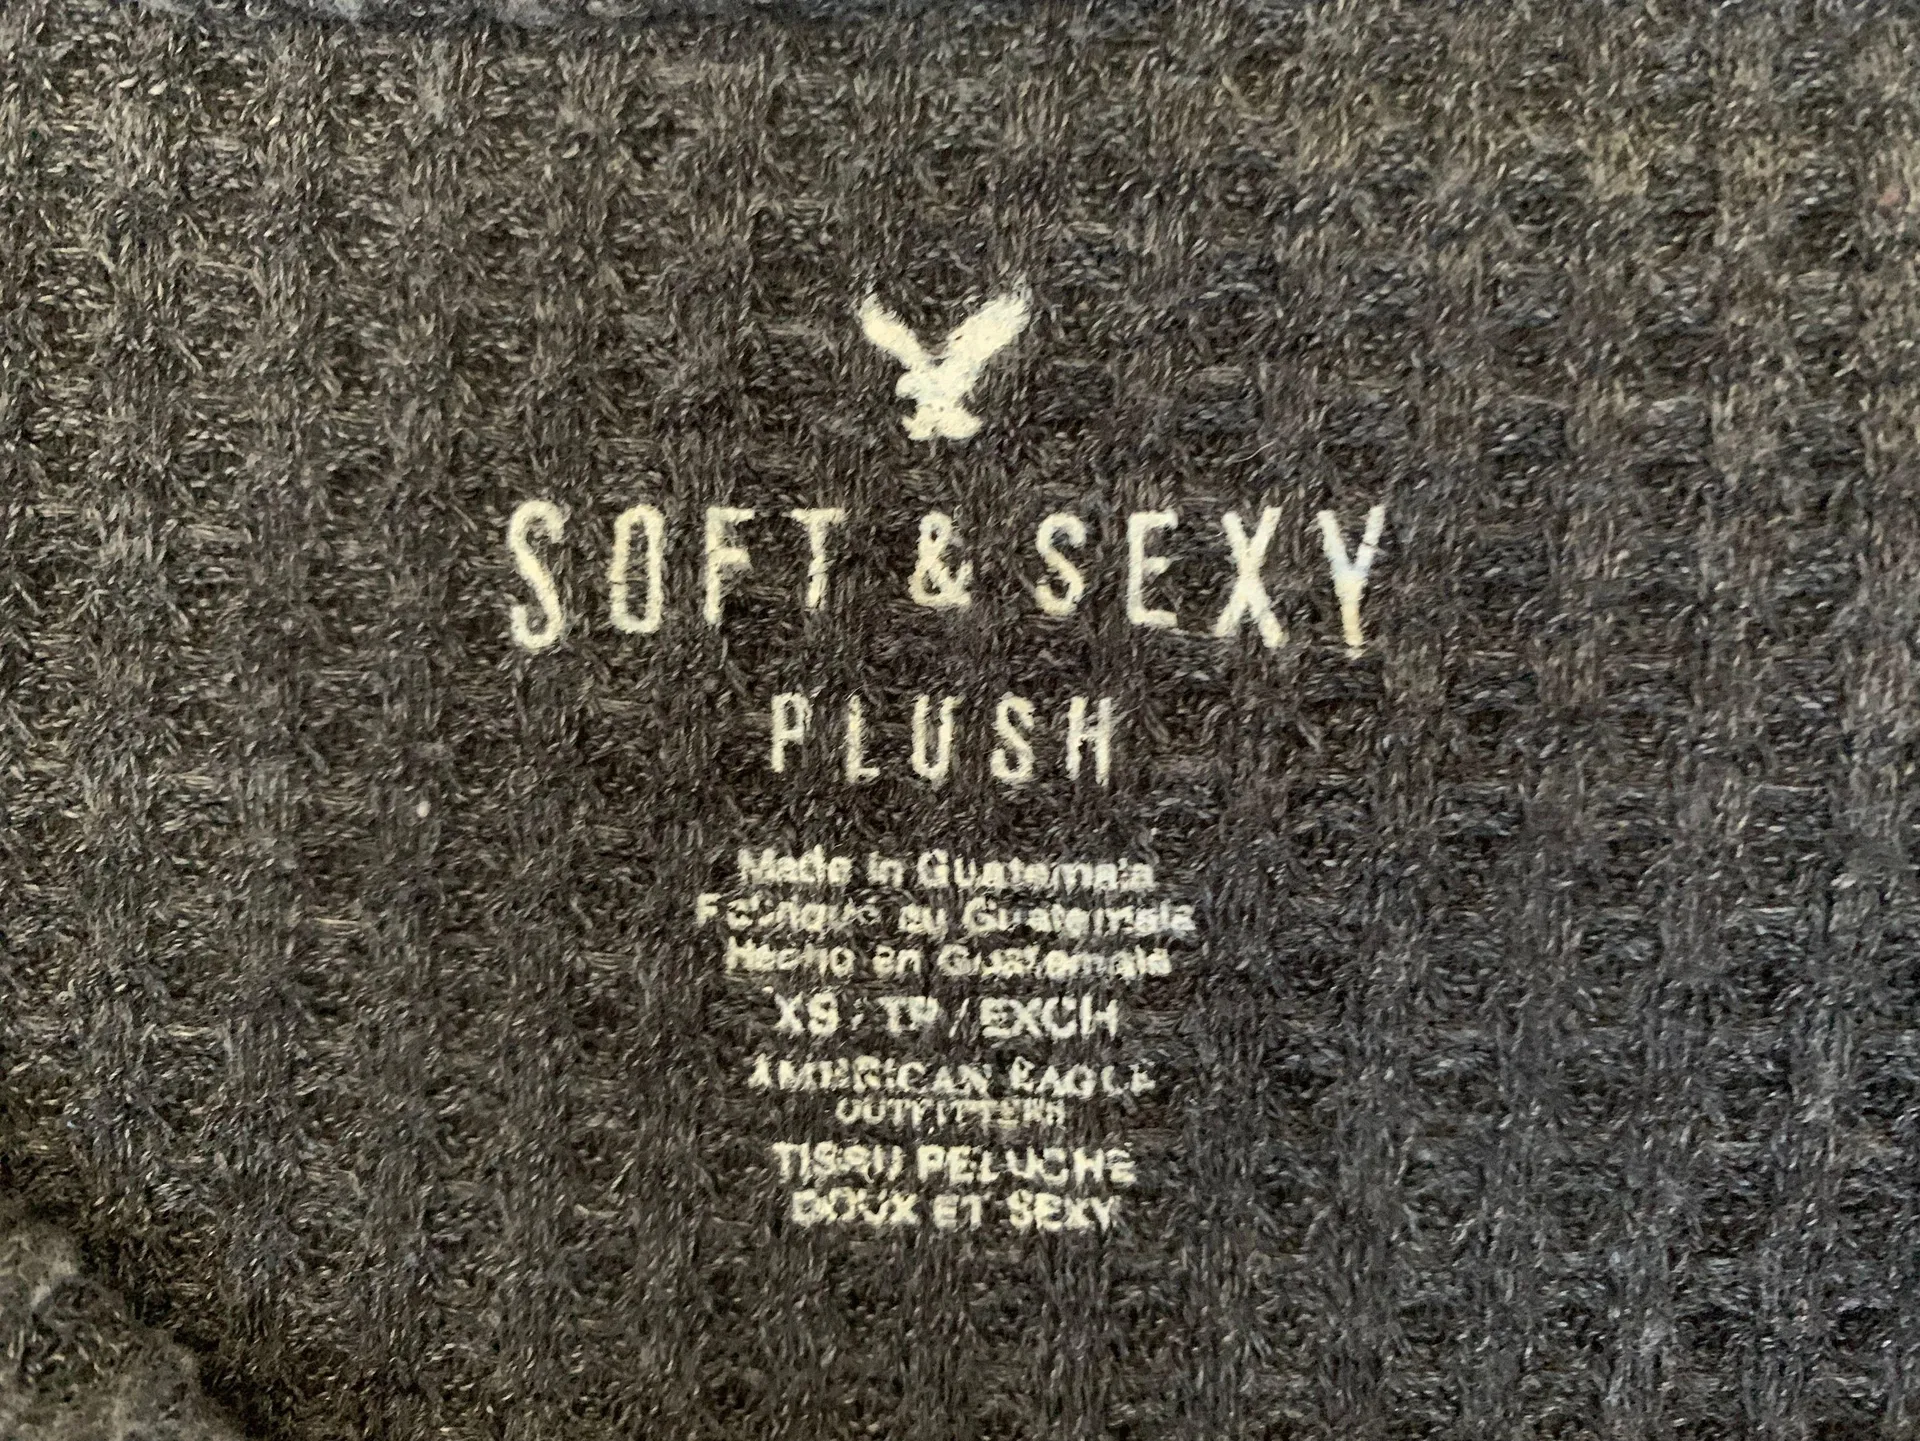 SOFT & SEXY
PLUSH
Made in Guatemala
Fabriqué au Guatemala
Hecho en Guatemala
XS / TP / EXCH
AMERICAN EAGLE
OUTFITTERS
TISSU PELUCHE
DOUX ET SEXY